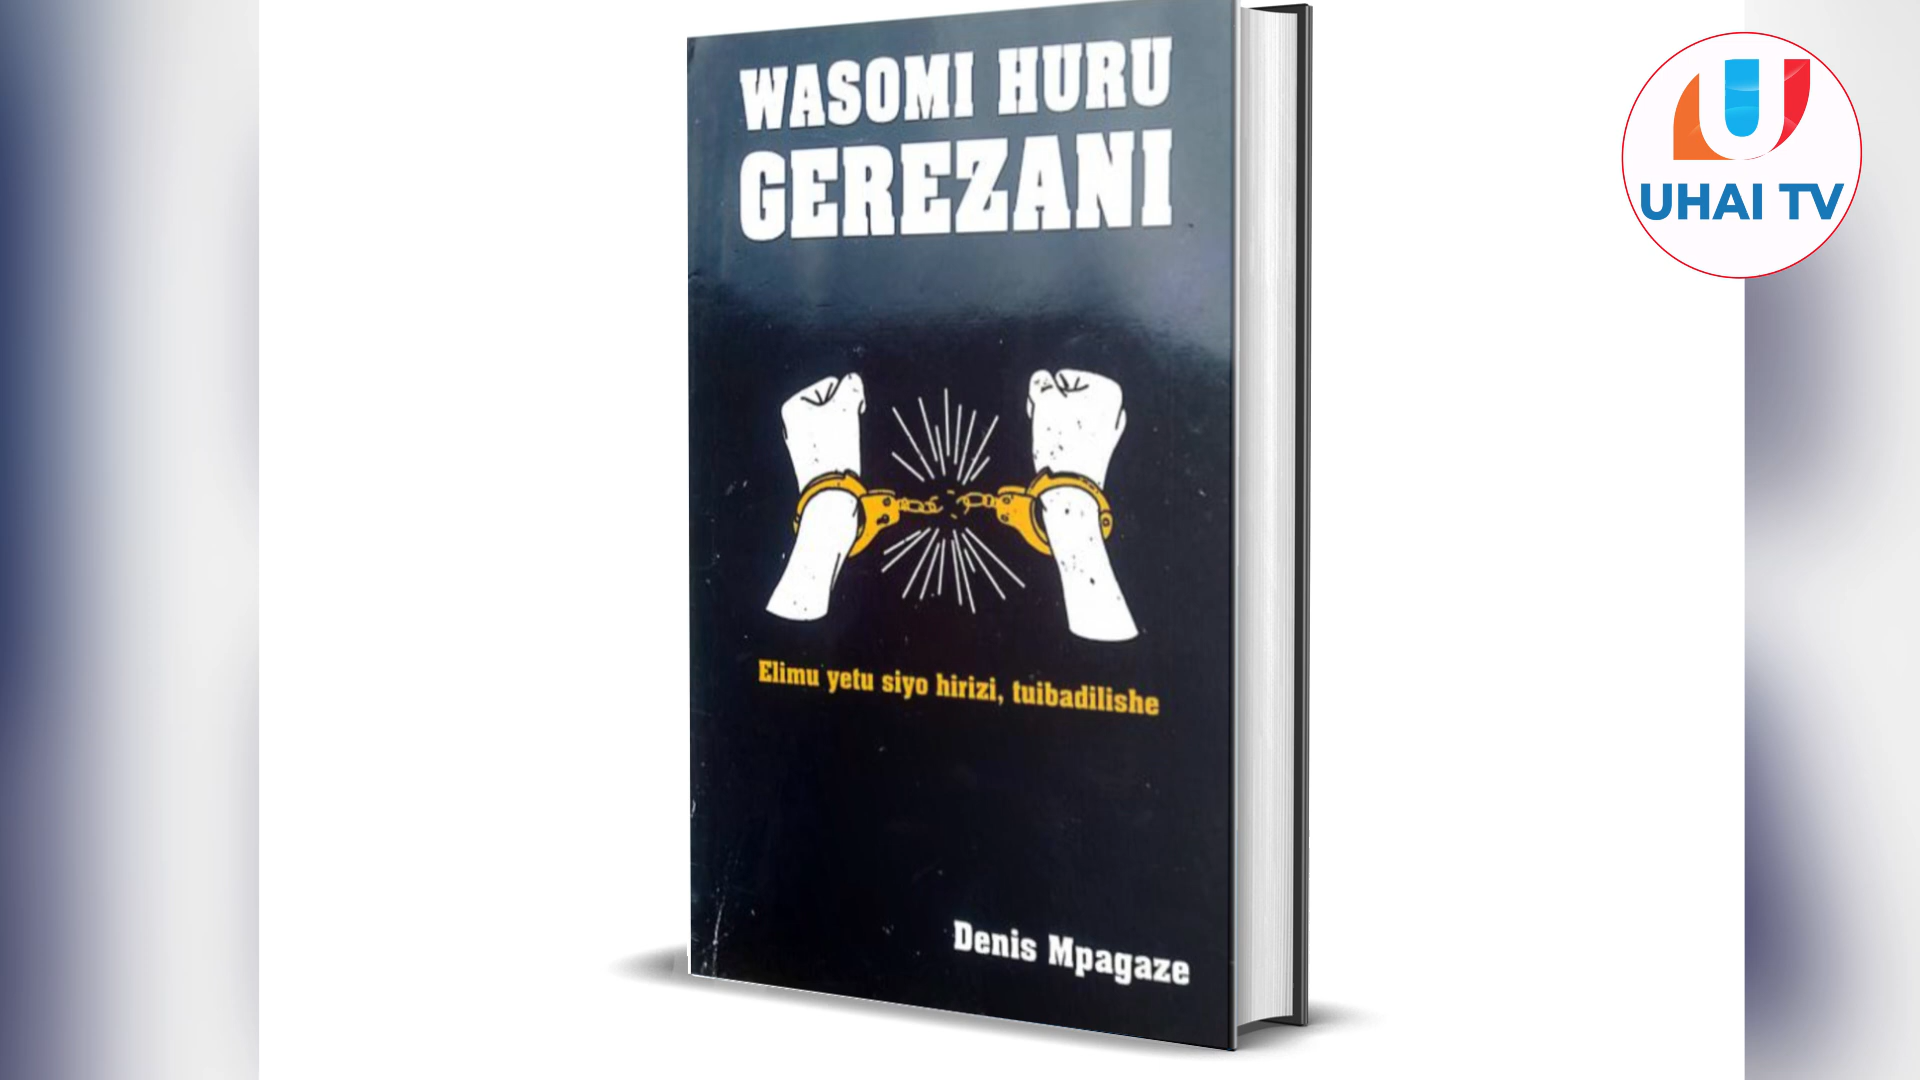 WASOMI HURU
GEREZANI
Elimu yetu siyo hirizi, tuibadilishe
Denis Mpagaze
UHAI TV